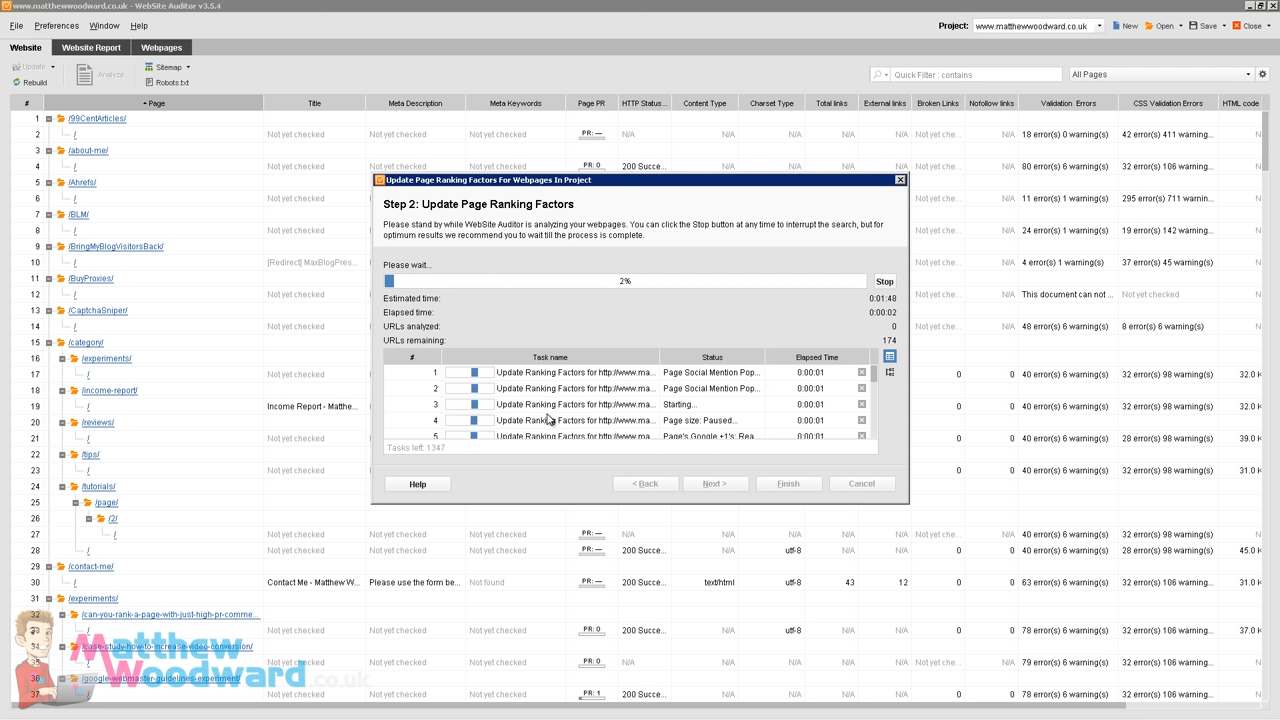 www.matthewwoodward.co.uk - WebSite Auditor v3.5.4
File Preferences Window Help
Project: www.matthewwoodward.co.uk New Open Save Close
Website Website Report Webpages
Update Analyze Sitemap
Rebuild Robots.txt
Quick Filter : contains All Pages
# Page Title Meta Description Meta Keywords Page PR HTTP Status... Content Type Charset Type Total links External links Broken Links Nofollow links Validation Errors CSS Validation Errors HTML code
1 /99CentArticles/
2 / Not yet checked Not yet checked Not yet checked PR: — N/A N/A N/A N/A N/A Not yet che... N/A 18 error(s) 0 warning(s) 42 error(s) 411 warning...
3 /about-me/
4 / Not yet checked Not yet checked Not yet checked PR: 0 200 Succe... N/A N/A N/A N/A Not yet che... N/A 80 error(s) 6 warning(s) 32 error(s) 106 warning...
5 /Ahrefs/
6 / Not yet checked che... N/A 11 error(s) 1 warning(s) 295 error(s) 711 warning...
7 /BLM/
8 / Not yet checked che... N/A 24 error(s) 1 warning(s) 19 error(s) 142 warning...
9 /BringMyBlogVisitorsBack/
10 / [Redirect] MaxBlogPres... che... N/A 4 error(s) 1 warning(s) 37 error(s) 45 warning(s)
11 /BuyProxies/
12 / Not yet checked che... N/A This document can not ... Not yet checked
13 /CaptchaSniper/
14 / Not yet checked che... N/A 48 error(s) 6 warning(s) 8 error(s) 6 warning(s)
15 /category/
16 /experiments/
17 / Not yet checked 0 N/A 40 error(s) 6 warning(s) 32 error(s) 98 warning(s) 32.0 K
18 /income-report/
19 / Income Report - Matthe... 0 N/A 40 error(s) 6 warning(s) 32 error(s) 98 warning(s) 32.0 K
20 /reviews/
21 / Not yet checked 0 N/A 40 error(s) 6 warning(s) 28 error(s) 98 warning(s) 39.0 K
22 /tips/
23 / Not yet checked 0 N/A 40 error(s) 6 warning(s) 32 error(s) 98 warning(s) 32.0 K
24 /tutorials/
25 /page/
26 /2/
27 / Not yet checked Not yet checked Not yet checked PR: — N/A N/A N/A N/A N/A Not yet che... N/A 40 error(s) 6 warning(s) 32 error(s) 98 warning(s)
28 / Not yet checked Not yet checked Not yet checked PR: — 200 Succe... N/A utf-8 N/A N/A 0 0 40 error(s) 6 warning(s) 28 error(s) 98 warning(s) 45.0 K
29 /contact-me/
30 / Contact Me - Matthew W... Please use the form be... Not found PR: — 200 Succe... text/html utf-8 43 12 0 0 63 error(s) 6 warning(s) 32 error(s) 106 warning... 31.0 K
31 /experiments/
32 /can-you-rank-a-page-with-just-high-pr-comme...
33 / Not yet checked Not yet checked Not yet checked PR: 0 200 Succe... N/A utf-8 N/A N/A 0 0 78 error(s) 6 warning(s) 32 error(s) 106 warning... 37.0 K
34 /case-study-how-to-increase-video-conversion/
35 / Not yet checked Not yet checked Not yet checked PR: 0 N/A N/A N/A N/A N/A Not yet che... N/A 79 error(s) 6 warning(s) 32 error(s) 106 warning...
36 /google-webmaster-guidelines-experiment/
37 Not yet checked Not yet checked Not yet checked PR: 1 200 Succe... N/A N/A N/A N/A 0 0 78 error(s) 6 warning(s) 32 error(s) 106 warning...
Update Page Ranking Factors For Webpages In Project
Step 2: Update Page Ranking Factors
Please stand by while WebSite Auditor is analyzing your webpages. You can click the Stop button at any time to interrupt the search, but for
optimum results we recommend you to wait till the process is complete.
Please wait...
2% Stop
Estimated time: 0:01:48
Elapsed time: 0:00:02
URLs analyzed: 0
URLs remaining: 174
# Task name Status Elapsed Time
1 Update Ranking Factors for http://www.ma... Page Social Mention Pop... 0:00:01
2 Update Ranking Factors for http://www.ma... Page Social Mention Pop... 0:00:01
3 Update Ranking Factors for http://www.ma... Starting... 0:00:01
4 Update Ranking Factors for http://www.ma... Page size: Paused... 0:00:01
5 Update Ranking Factors for http://www.ma... Page's Google +1's: Rea... 0:00:01
Tasks left: 1347
Help < Back Next > Finish Cancel
Matthew
Woodward.co.uk